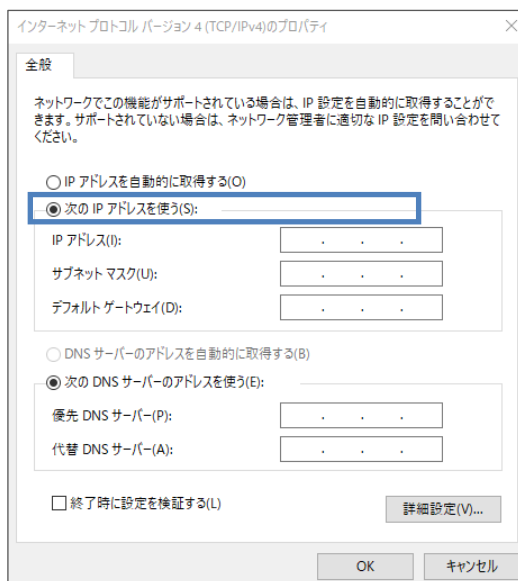 インターネット プロトコル バージョン 4 (TCP/IPv4)のプロパティ
全般
ネットワークでこの機能がサポートされている場合は、IP 設定を自動的に取得することがで
きます。サポートされていない場合は、ネットワーク管理者に適切な IP 設定を問い合わせて
ください。
IP アドレスを自動的に取得する(O)
次の IP アドレスを使う(S):
IP アドレス(I):
サブネット マスク(U):
デフォルト ゲートウェイ(D):
DNS サーバーのアドレスを自動的に取得する(B)
次の DNS サーバーのアドレスを使う(E):
優先 DNS サーバー(P):
代替 DNS サーバー(A):
終了時に設定を検証する(L)
詳細設定(V)...
OK キャンセル